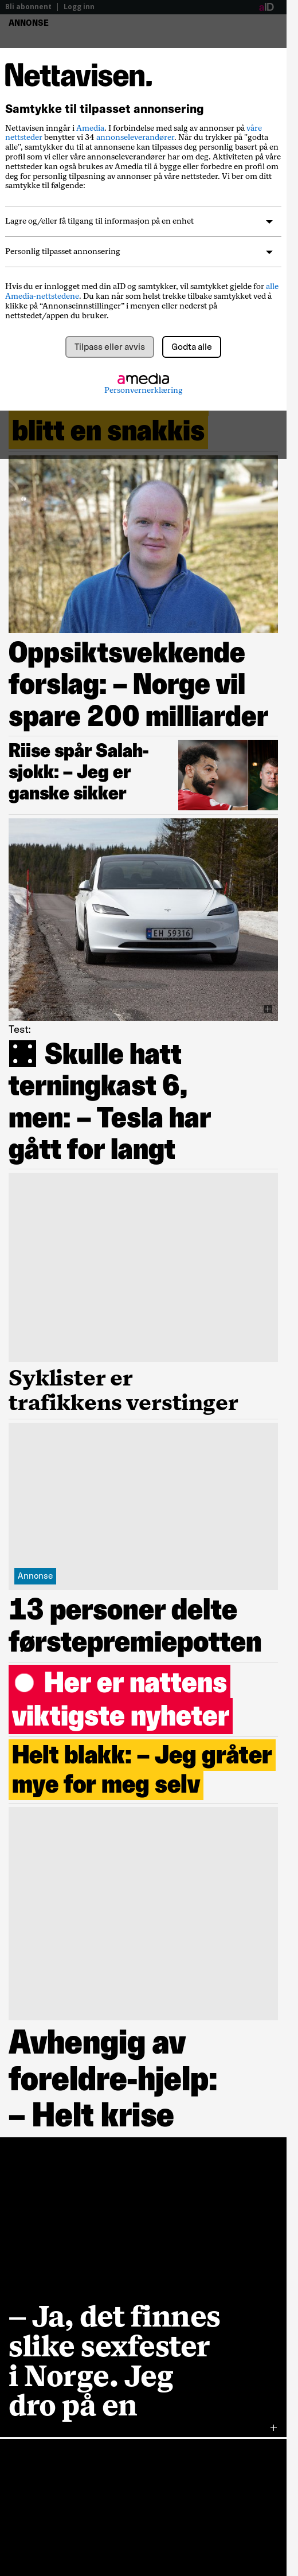 Bli abonnent
Logg inn
aID
ANNONSE
Nettavisen.
Samtykke til tilpasset annonsering
Nettavisen inngår i Amedia. I forbindelse med salg av annonser på våre
nettsteder benytter vi 34 annonseleverandører. Når du trykker på "godta
alle", samtykker du til at annonser kan tilpasses deg personlig basert på en
profil som vi eller våre annonseleverandører har om deg. Aktiviteten på våre
nettsteder kan også brukes av Amedia til å bygge eller forbedre en profil om
deg for personlig tilpasning av annonser på våre nettsteder. Vi ber om ditt
samtykke til følgende:
Lagre og/eller få tilgang til informasjon på en enhet
Personlig tilpasset annonsering
Hvis du er innlogget med din aID og samtykker, vil samtykket gjelde for alle
Amedia-nettstedene. Du kan når som helst trekke tilbake samtykket ved å
klikke på “Annonseinnstillinger” i menyen eller nederst på
nettstedet/appen du bruker.
Tilpass eller avvis
Godta alle
amedia
Personvernerklæring
blitt en snakkis
Oppsiktsvekkende
forslag: – Norge vil
spare 200 milliarder
Riise spår Salah-
sjokk: – Jeg er
ganske sikker
EH 59316
Test:
Skulle hatt
terningkast 6,
men: – Tesla har
gått for langt
Syklister er
trafikkens verstinger
Annonse
13 personer delte
førstepremiepotten
Her er nattens
viktigste nyheter
Helt blakk: – Jeg gråter
mye for meg selv
Avhengig av
foreldre-hjelp:
– Helt krise
– Ja, det finnes
slike sexfester
i Norge. Jeg
dro på en